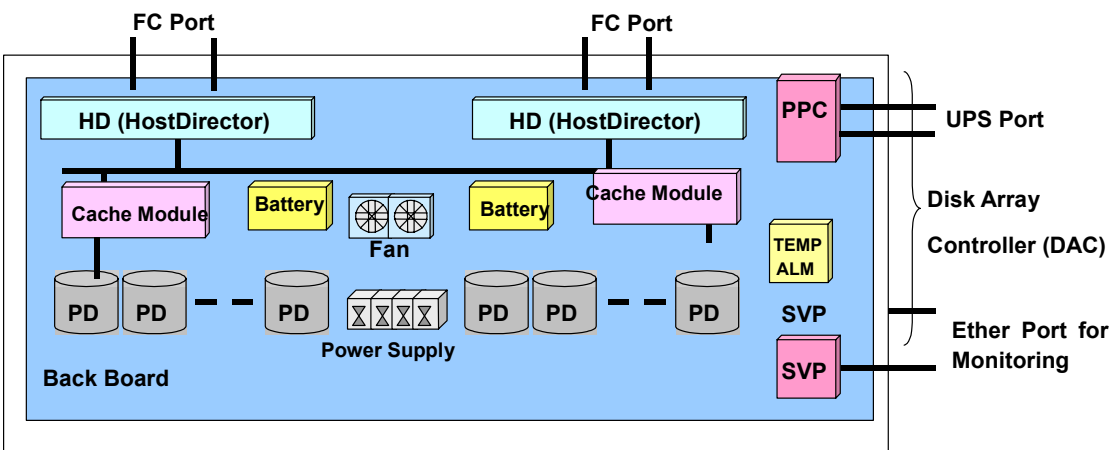 FC Port
FC Port
HD (HostDirector)
HD (HostDirector)
PPC
UPS Port
Cache Module
Battery
Battery
Cache Module
Fan
Disk Array
Controller (DAC)
TEMP
ALM
PD
PD
PD
PD
PD
PD
SVP
Power Supply
Ether Port for
Monitoring
Back Board
SVP